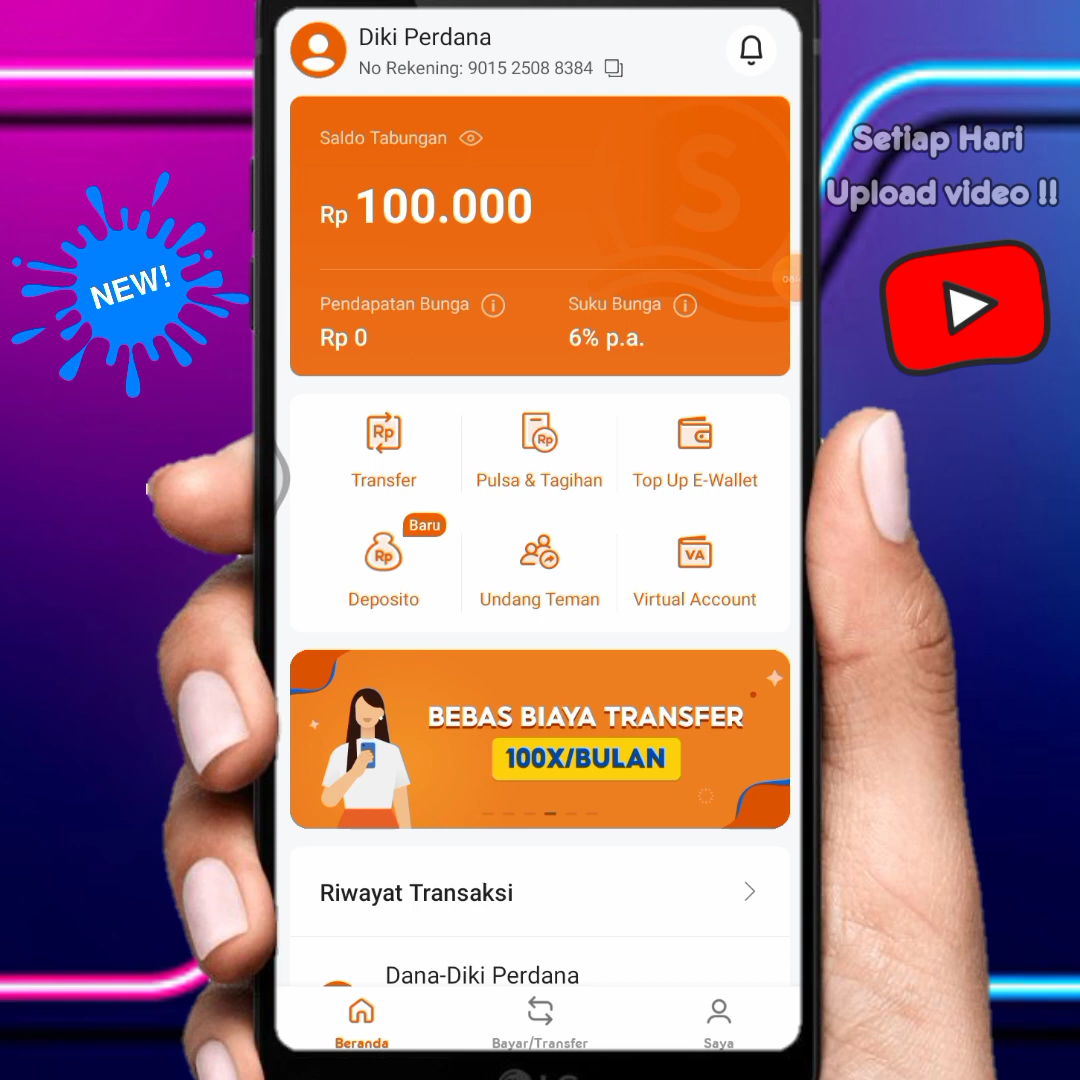 Diki Perdana
No Rekening: 9015 2508 8384
Saldo Tabungan
Rp 100.000
Pendapatan Bunga
Suku Bunga
Rp 0
6% p.a.
Setiap Hari
Upload video !!
NEW!
Transfer
Pulsa & Tagihan
Top Up E-Wallet
Baru
Deposito
Undang Teman
Virtual Account
BEBAS BIAYA TRANSFER
100X/BULAN
Riwayat Transaksi
Dana-Diki Perdana
Beranda
Bayar/Transfer
Saya